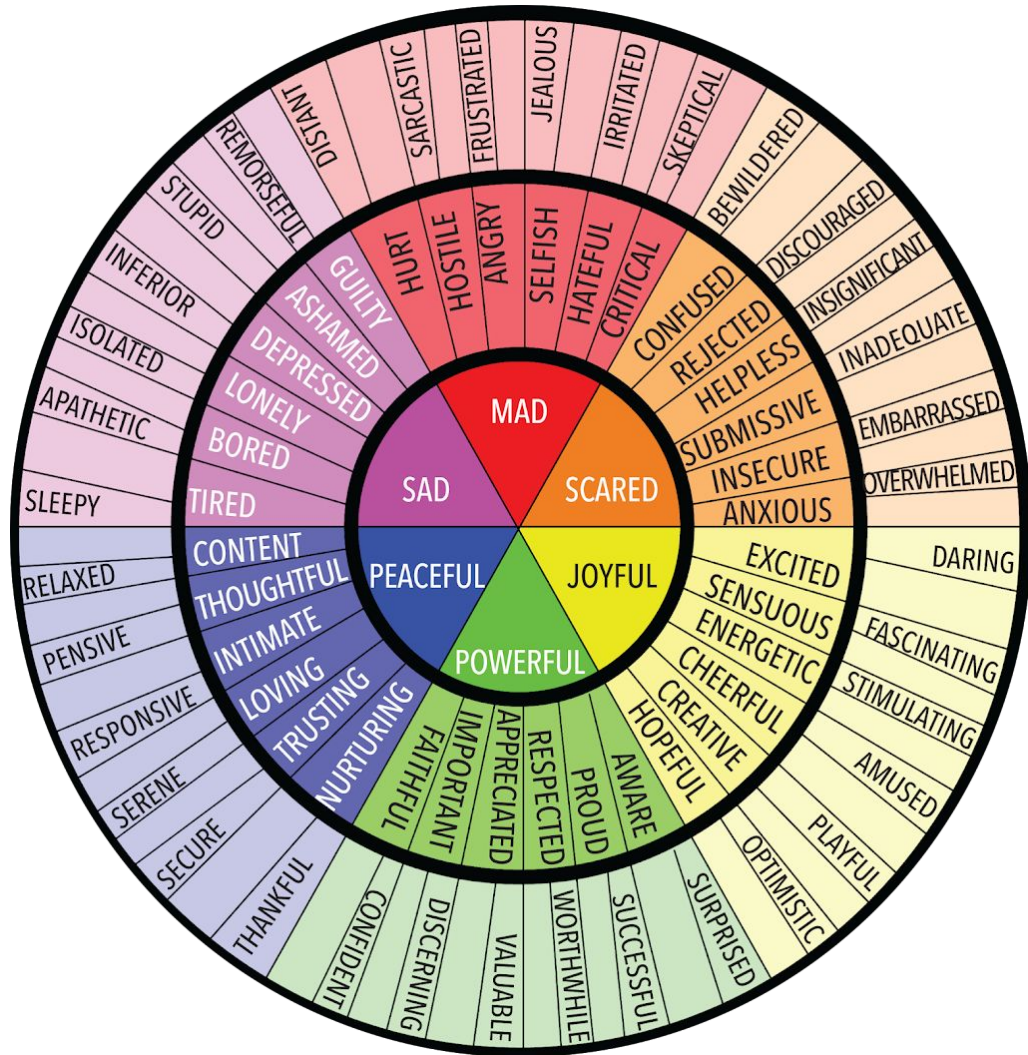 MAD
SCARED
JOYFUL
POWERFUL
PEACEFUL
SAD
HURT
HOSTILE
ANGRY
SELFISH
HATEFUL
CRITICAL
CONFUSED
REJECTED
HELPLESS
SUBMISSIVE
INSECURE
ANXIOUS
EXCITED
SENSUOUS
ENERGETIC
CHEERFUL
CREATIVE
HOPEFUL
AWARE
PROUD
RESPECTED
APPRECIATED
IMPORTANT
FAITHFUL
NURTURING
TRUSTING
LOVING
INTIMATE
THOUGHTFUL
CONTENT
TIRED
BORED
LONELY
DEPRESSED
ASHAMED
GUILTY
DISTANT
SARCASTIC
FRUSTRATED
JEALOUS
IRRITATED
SKEPTICAL
BEWILDERED
DISCOURAGED
INSIGNIFICANT
INADEQUATE
EMBARRASSED
OVERWHELMED
DARING
FASCINATING
STIMULATING
AMUSED
PLAYFUL
OPTIMISTIC
SURPRISED
SUCCESSFUL
WORTHWHILE
VALUABLE
DISCERNING
CONFIDENT
THANKFUL
SECURE
SERENE
RESPONSIVE
PENSIVE
RELAXED
SLEEPY
APATHETIC
ISOLATED
INFERIOR
STUPID
REMORSEFUL